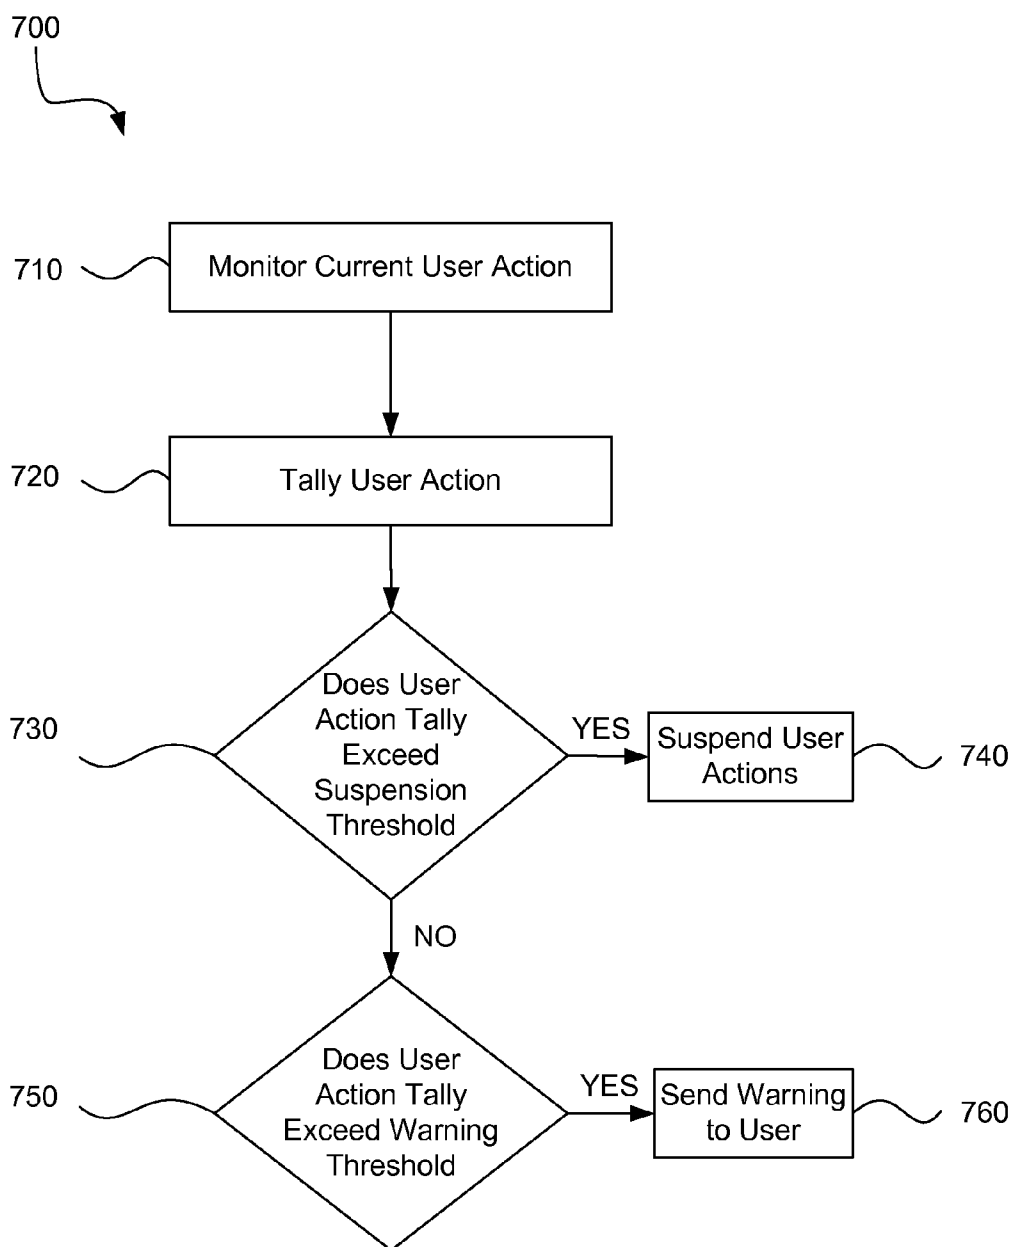 700
710
Monitor Current User Action
720
Tally User Action
730
Does User
Action Tally
Exceed
Suspension
Threshold
YES
Suspend User
Actions
740
NO
750
Does User
Action Tally
Exceed Warning
Threshold
YES
Send Warning
to User
760